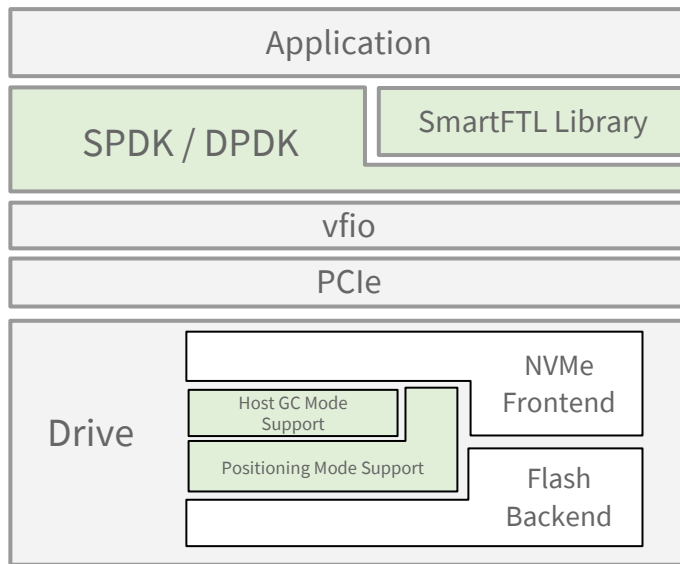 Application
SPDK / DPDK
SmartFTL Library
vfio
PCIe
Drive
NVMe
Frontend
Host GC Mode
Support
Positioning Mode Support
Flash
Backend